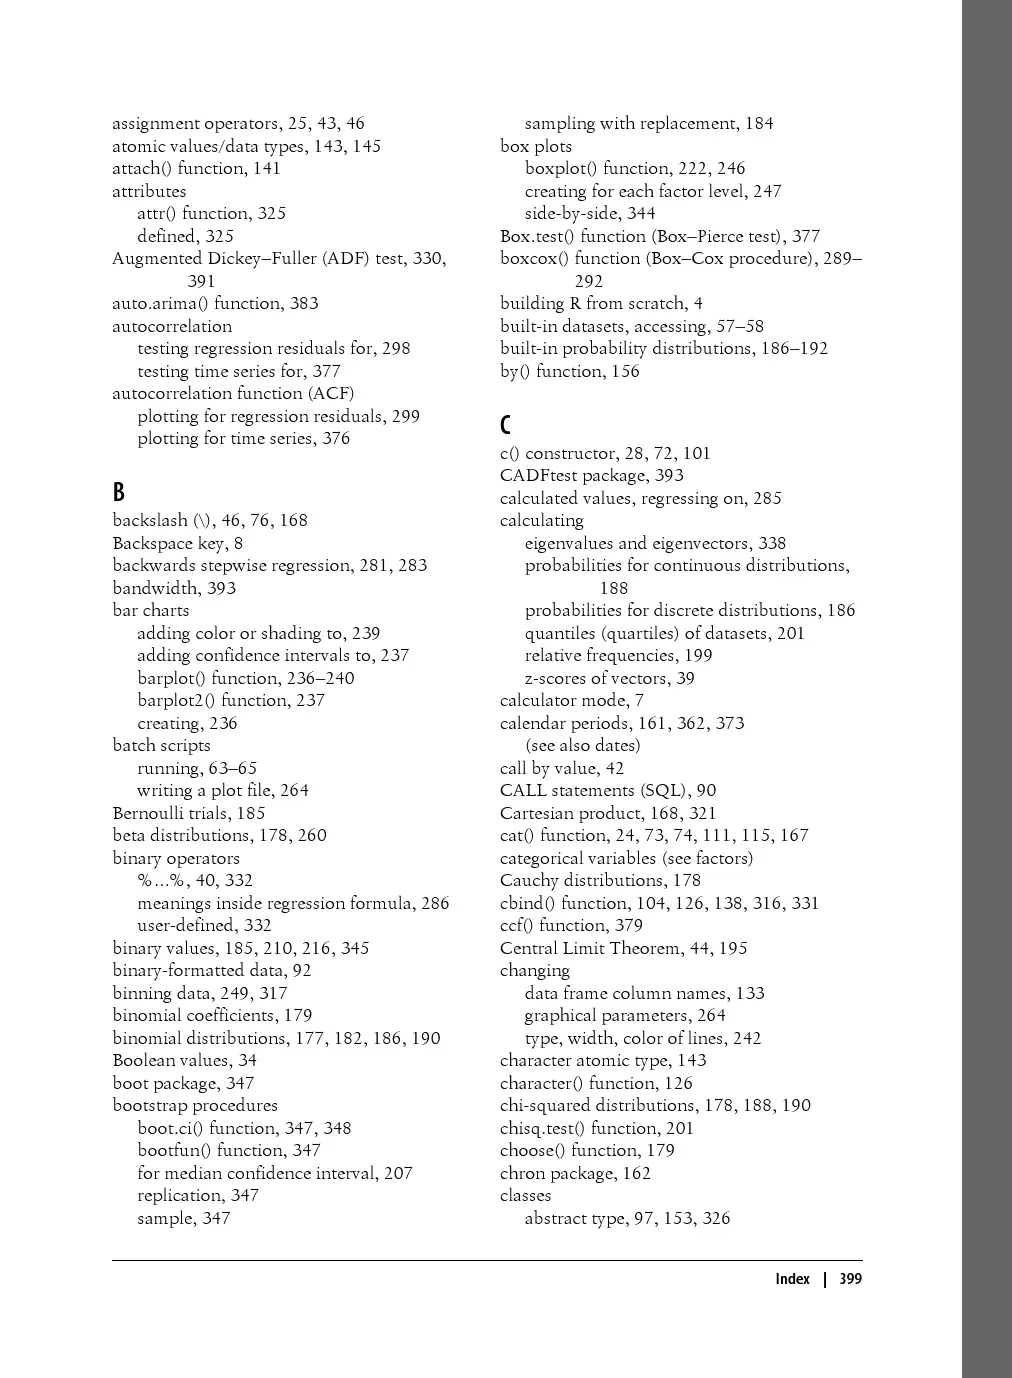 assignment operators, 25, 43, 46
atomic values/data types, 143, 145
attach() function, 141
attributes
attr() function, 325
defined, 325
Augmented Dickey–Fuller (ADF) test, 330,
391
auto.arima() function, 383
autocorrelation
testing regression residuals for, 298
testing time series for, 377
autocorrelation function (ACF)
plotting for regression residuals, 299
plotting for time series, 376
B
backslash (\), 46, 76, 168
Backspace key, 8
backwards stepwise regression, 281, 283
bandwidth, 393
bar charts
adding color or shading to, 239
adding confidence intervals to, 237
barplot() function, 236–240
barplot2() function, 237
creating, 236
batch scripts
running, 63–65
writing a plot file, 264
Bernoulli trials, 185
beta distributions, 178, 260
binary operators
%...%, 40, 332
meanings inside regression formula, 286
user-defined, 332
binary values, 185, 210, 216, 345
binary-formatted data, 92
binning data, 249, 317
binomial coefficients, 179
binomial distributions, 177, 182, 186, 190
Boolean values, 34
boot package, 347
bootstrap procedures
boot.ci() function, 347, 348
bootfun() function, 347
for median confidence interval, 207
replication, 347
sample, 347
sampling with replacement, 184
box plots
boxplot() function, 222, 246
creating for each factor level, 247
side-by-side, 344
Box.test() function (Box–Pierce test), 377
boxcox() function (Box–Cox procedure), 289–
292
building R from scratch, 4
built-in datasets, accessing, 57–58
built-in probability distributions, 186–192
by() function, 156
C
c() constructor, 28, 72, 101
CADFtest package, 393
calculated values, regressing on, 285
calculating
eigenvalues and eigenvectors, 338
probabilities for continuous distributions,
188
probabilities for discrete distributions, 186
quantiles (quartiles) of datasets, 201
relative frequencies, 199
z-scores of vectors, 39
calculator mode, 7
calendar periods, 161, 362, 373
(see also dates)
call by value, 42
CALL statements (SQL), 90
Cartesian product, 168, 321
cat() function, 24, 73, 74, 111, 115, 167
categorical variables (see factors)
Cauchy distributions, 178
cbind() function, 104, 126, 138, 316, 331
ccf() function, 379
Central Limit Theorem, 44, 195
changing
data frame column names, 133
graphical parameters, 264
type, width, color of lines, 242
character atomic type, 143
character() function, 126
chi-squared distributions, 178, 188, 190
chisq.test() function, 201
choose() function, 179
chron package, 162
classes
abstract type, 97, 153, 326
Index | 399